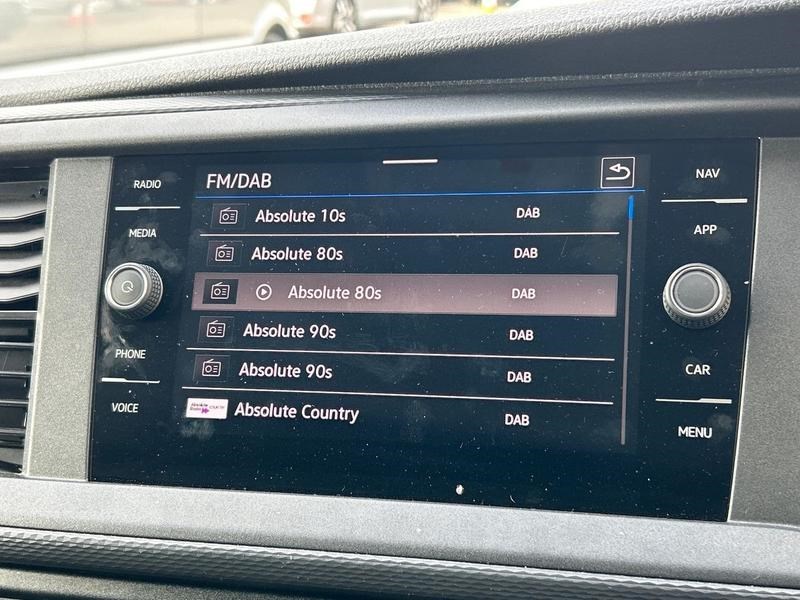 FM/DAB
RADIO
MEDIA
PHONE
VOICE
Absolute 10s DAB
Absolute 80s DAB
Absolute 80s DAB
Absolute 90s DAB
Absolute 90s DAB
Absolute Country DAB
NAV
APP
CAR
MENU